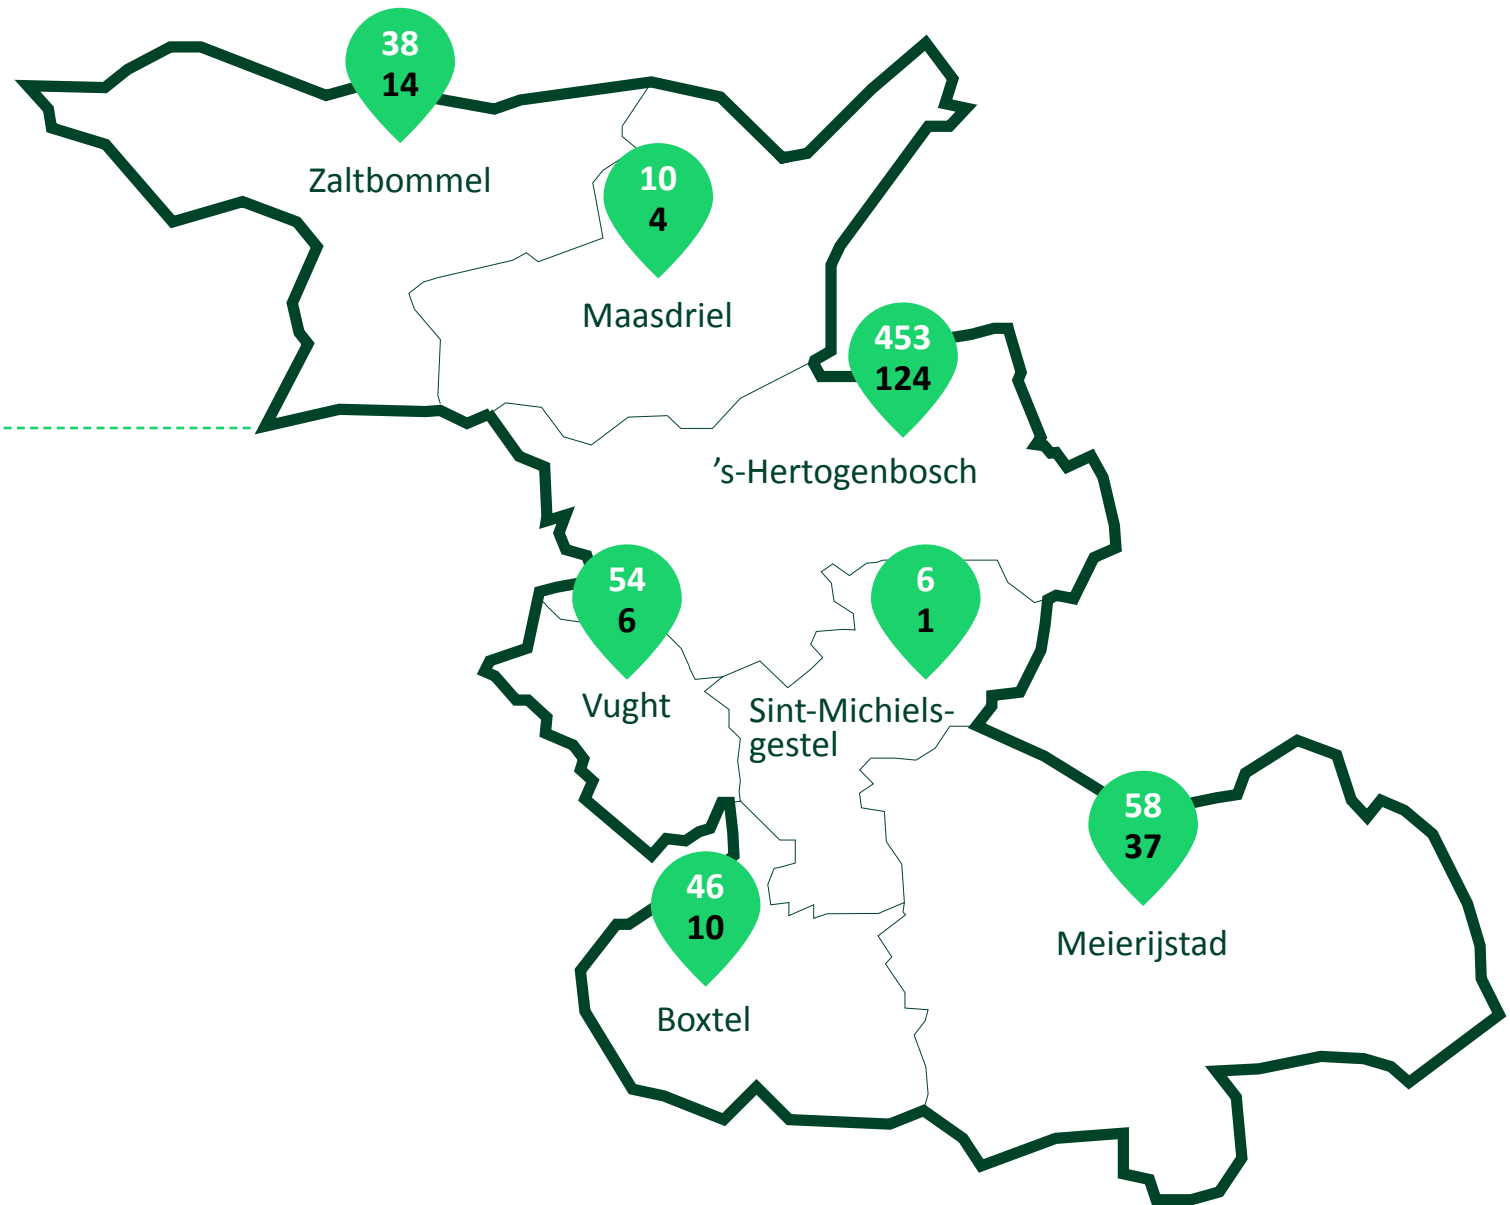 38
14
Zaltbommel
10
4
Maasdriel
453
124
’s-Hertogenbosch
54
6
Vught
6
1
Sint-Michiels-
gestel
58
37
Meierijstad
46
10
Boxtel